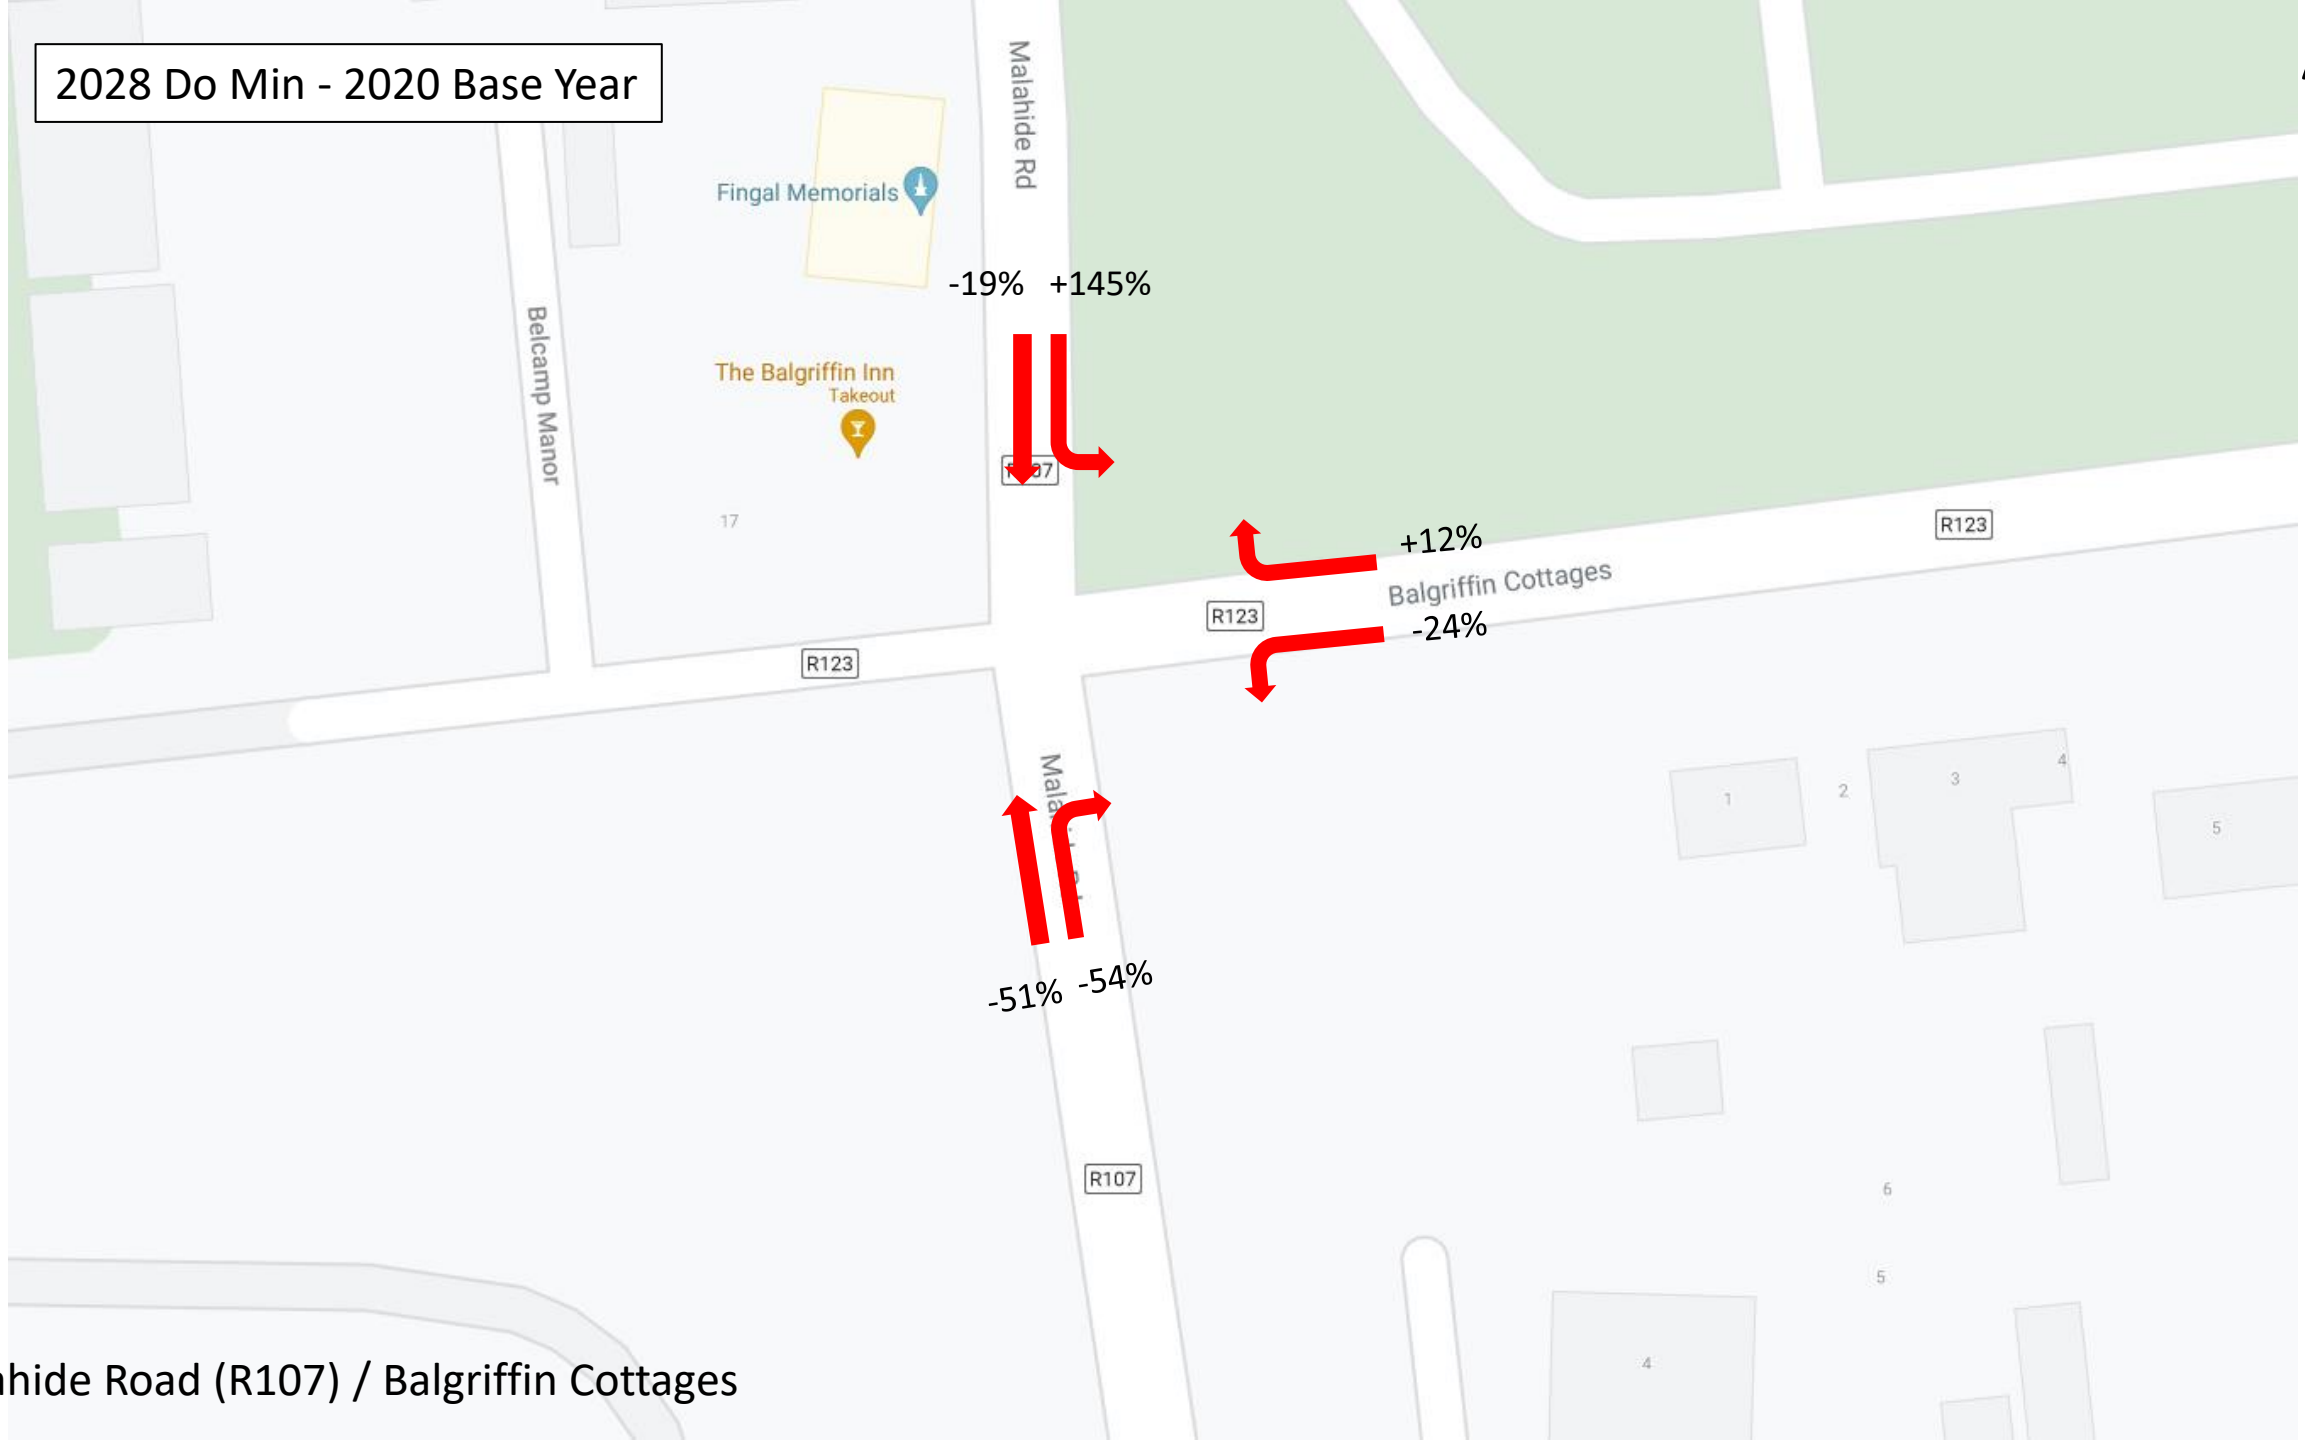 2028 Do Min - 2020 Base Year
Malahide Rd
Fingal Memorials
-19% +145%
Belcamp Manor
The Balgriffin Inn
Takeout
17
R123
+12%
Balgriffin Cottages
R123
-24%
R123
1
2
3
4
5
-51% -54%
R107
6
5
4
hide Road (R107) / Balgriffin Cottages